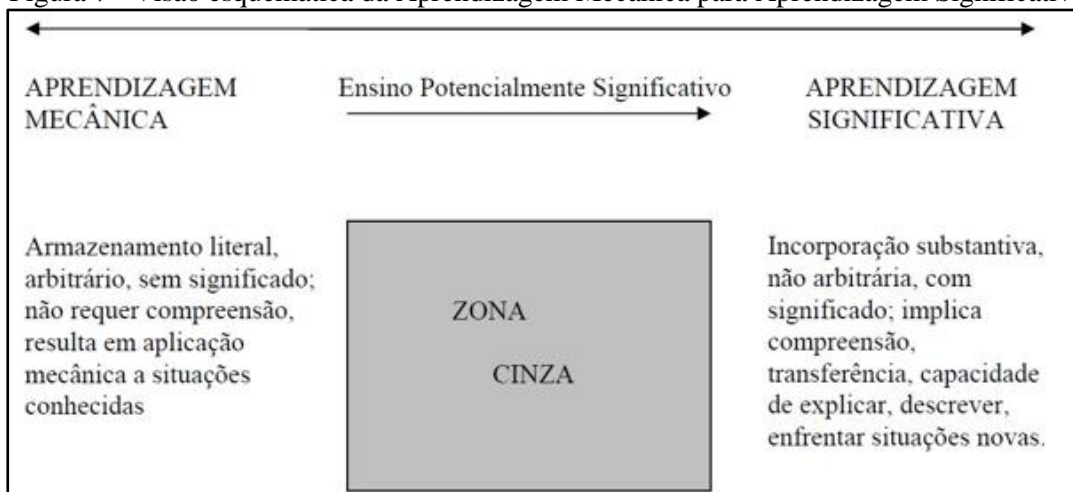 APRENDIZAGEM
MECÂNICA
Ensino Potencialmente Significativo
APRENDIZAGEM
SIGNIFICATIVA
Armazenamento literal,
arbitrário, sem significado;
não requer compreensão,
resulta em aplicação
mecânica a situações
conhecidas
ZONA
CINZA
Incorporação substantiva,
não arbitrária, com
significado; implica
compreensão,
transferência, capacidade
de explicar, descrever,
enfrentar situações novas.